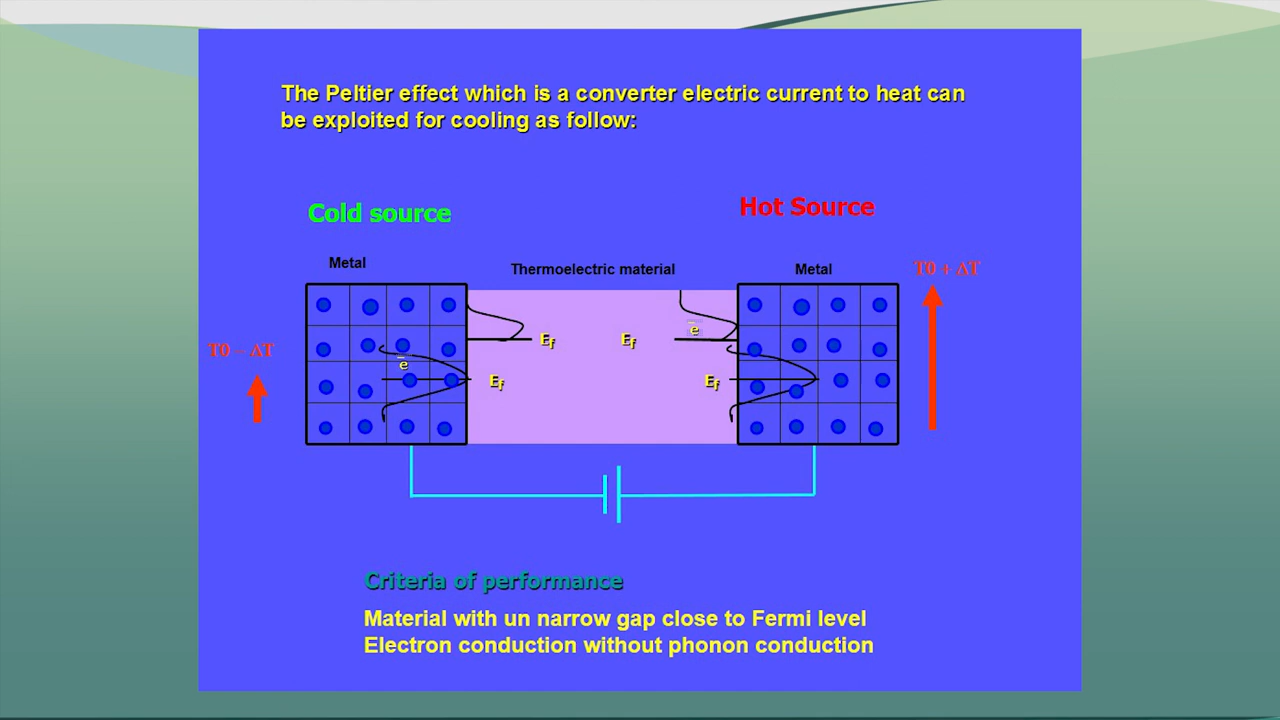 The Peltier effect which is a converter electric current to heat can
be exploited for cooling as follow:
Cold source
Hot Source
Metal
Thermoelectric material
Metal
T0 + ΔT
T0 – ΔT
Ef
Ef
e
e
Ef
Ef
Criteria of performance
Material with un narrow gap close to Fermi level
Electron conduction without phonon conduction